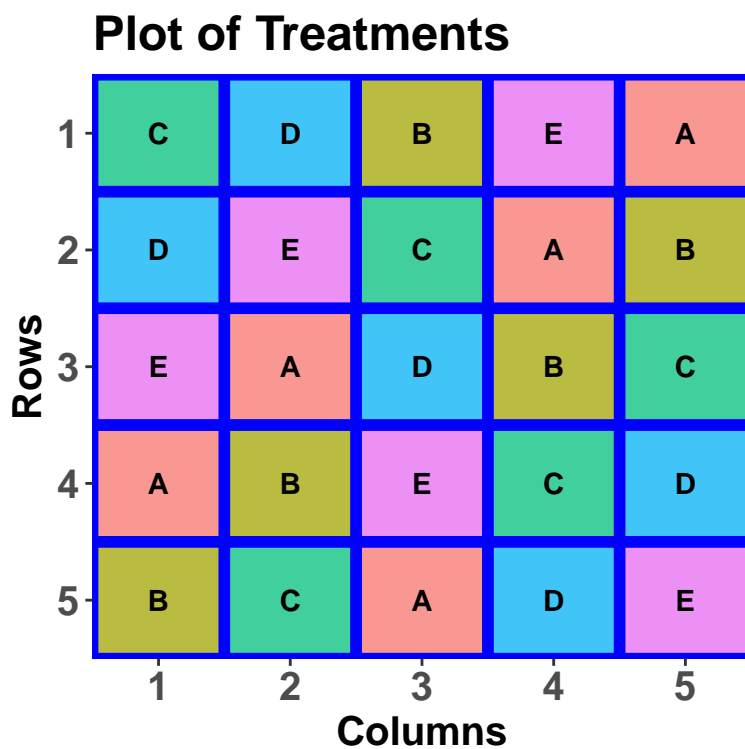 Plot of Treatments
1 C D B E A
2 D E C A B
Rows
3 E A D B C
4 A B E C D
5 B C A D E
1 2 3 4 5
Columns